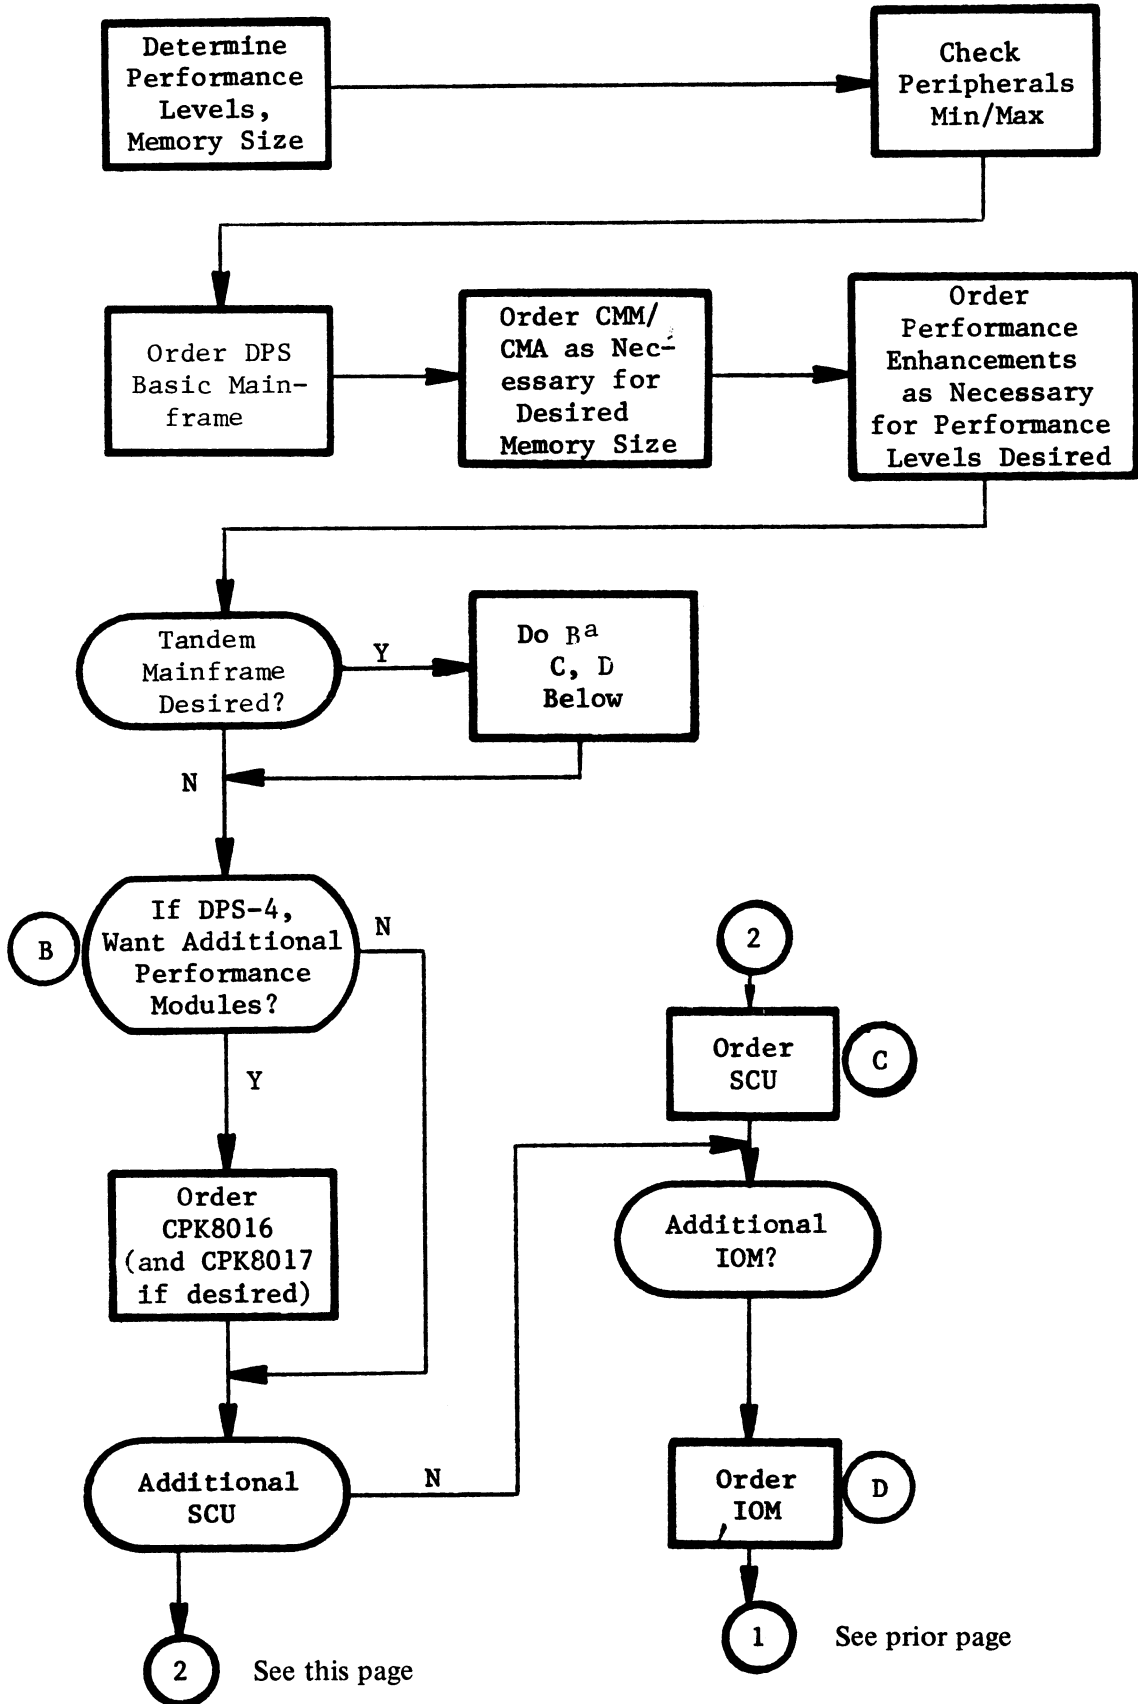 Determine
Performance
Levels,
Memory Size
Check
Peripherals
Min/Max
Order DPS
Basic Main-
frame
Order CMM/
CMA as Nec-
essary for
Desired
Memory Size
Order
Performance
Enhancements
as Necessary
for Performance
Levels Desired
Tandem
Mainframe
Desired?
Y
Do Bª
C, D
Below
N
B
If DPS-4,
Want Additional
Performance
Modules?
N
Y
Order
CPK8016
(and CPK8017
if desired)
Additional
SCU
N
2
See this page
2
Order
SCU
C
Additional
IOM?
Order
IOM
D
1
See prior page